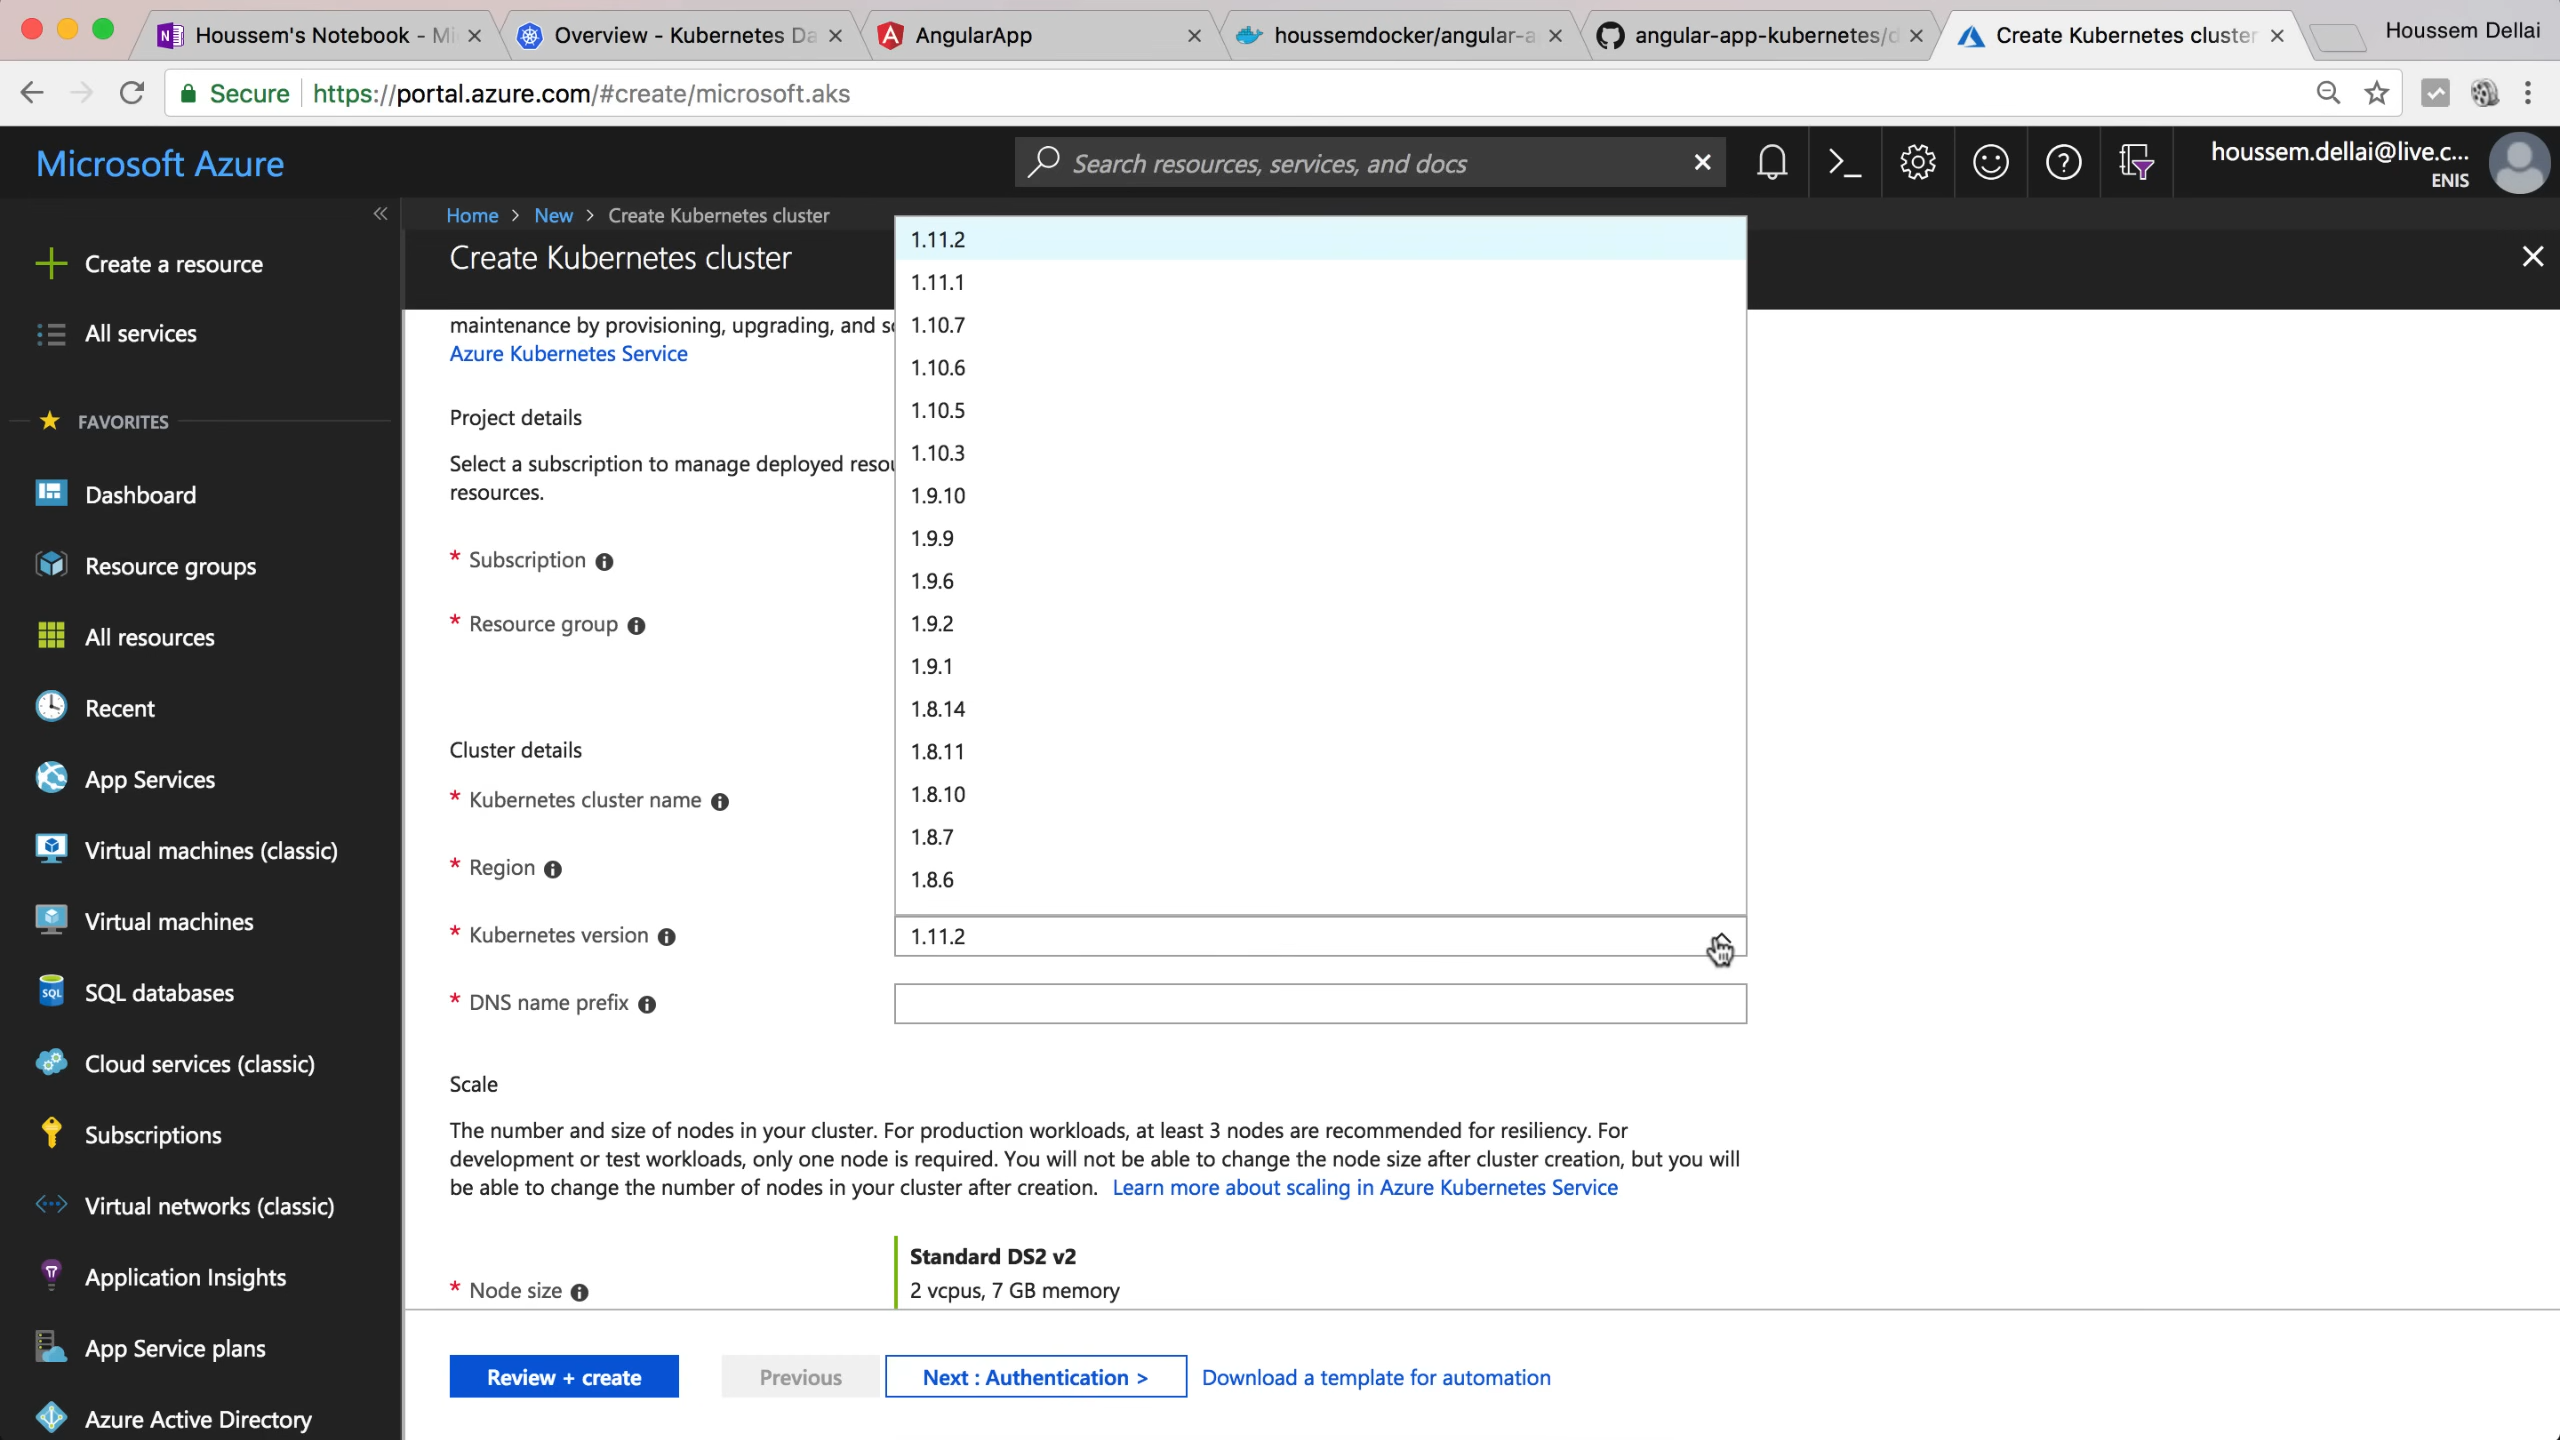 Houssem's Notebook - Mi
Overview - Kubernetes Da
AngularApp
houssemdocker/angular-a
angular-app-kubernetes/d
Create Kubernetes cluster
Houssem Dellai
Secure
https://portal.azure.com/#create/microsoft.aks
Microsoft Azure
Search resources, services, and docs
houssem.dellai@live.c...
ENIS
Home > New > Create Kubernetes cluster
Create Kubernetes cluster
Create a resource
All services
FAVORITES
Dashboard
Resource groups
All resources
Recent
App Services
Virtual machines (classic)
Virtual machines
SQL databases
Cloud services (classic)
Subscriptions
Virtual networks (classic)
Application Insights
App Service plans
Azure Active Directory
maintenance by provisioning, upgrading, and
Azure Kubernetes Service
Project details
Select a subscription to manage deployed
resources.
* Subscription
* Resource group
Cluster details
* Kubernetes cluster name
* Region
1.11.2
1.11.1
1.10.7
1.10.6
1.10.5
1.10.3
1.9.10
1.9.9
1.9.6
1.9.2
1.9.1
1.8.14
1.8.11
1.8.10
1.8.7
1.8.6
* Kubernetes version
1.11.2
* DNS name prefix
Scale
The number and size of nodes in your cluster. For production workloads, at least 3 nodes are recommended for resiliency. For
development or test workloads, only one node is required. You will not be able to change the node size after cluster creation, but you will
be able to change the number of nodes in your cluster after creation. Learn more about scaling in Azure Kubernetes Service
* Node size
Standard DS2 v2
2 vcpus, 7 GB memory
Review + create
Previous
Next : Authentication >
Download a template for automation